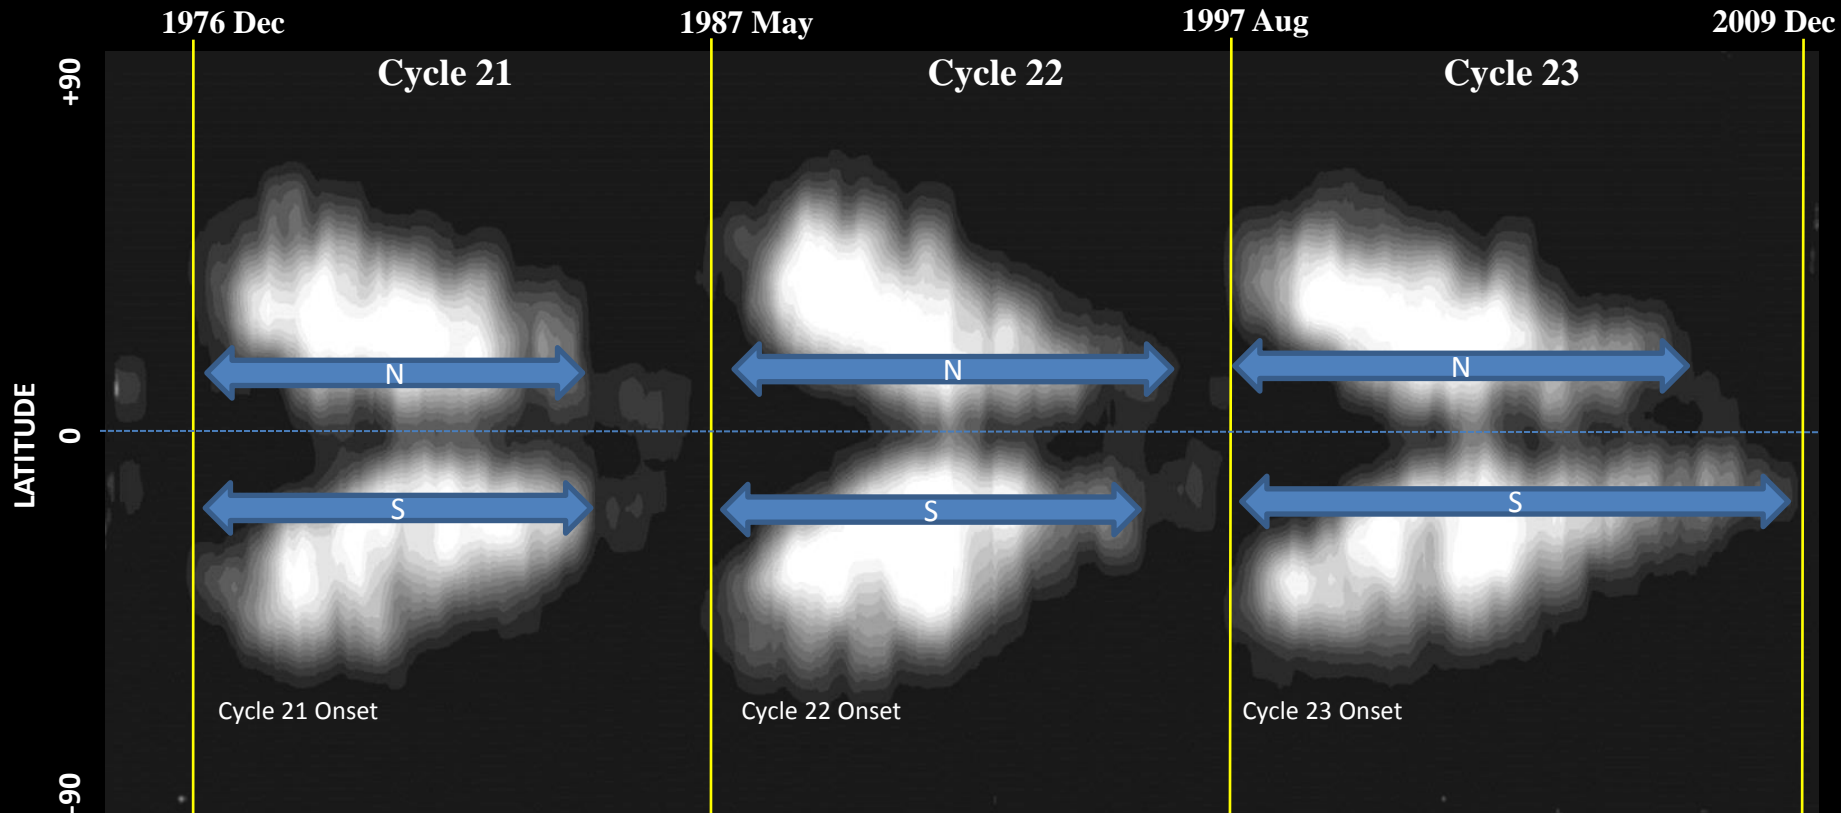 1976 Dec
1987 May
1997 Aug
2009 Dec
Cycle 21
Cycle 22
Cycle 23
+90
LATITUDE
0
-90
N
N
N
S
S
S
Cycle 21 Onset
Cycle 22 Onset
Cycle 23 Onset